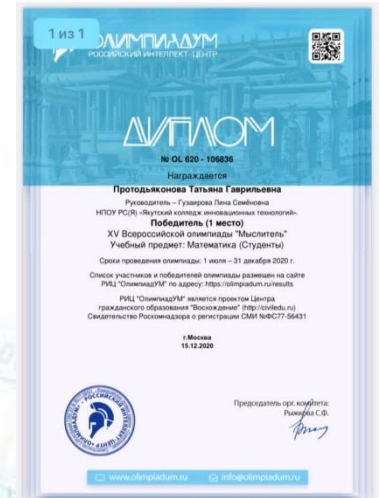 1 из 1
ОЛИМПИАДУМ
РОССИЙСКИЙ ИНТЕЛЛЕКТ-ЦЕНТР
ДИПЛОМ
№ OL 620 - 106836
Награждается
Протодьяконова Татьяна Гаврильевна
Руководитель – Гузаирова Лина Семёновна
НПОУ РС(Я) «Якутский колледж инновационных технологий».
Победитель (1 место)
XV Всероссийской олимпиады "Мыслитель"
Учебный предмет: Математика (Студенты)
Сроки проведения олимпиады: 1 июля – 31 декабря 2020 г.
Список участников и победителей олимпиады размещен на сайте
РИЦ "ОлимпиадУМ" по адресу: https://olimpiadum.ru/results
РИЦ "ОлимпиадУМ" является проектом Центра
гражданского образования "Восхождение" (http://civiledu.ru)
Свидетельство Роскомнадзора о регистрации СМИ №ФС77-56431
г.Москва
15.12.2020
Председатель орг. комитета:
Рыжкова С.Ф.
www.olimpiadum.ru info@olimpiadum.ru